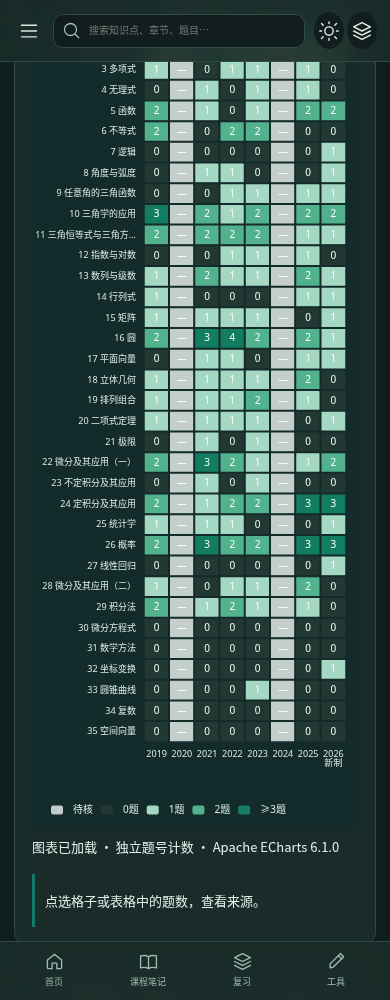 搜索知识点、章节、题目…
3 多项式 1 — 0 1 1 — 1 0
4 无理式 0 — 1 0 1 — 1 0
5 函数 2 — 1 0 1 — 2 2
6 不等式 2 — 0 2 2 — 0 0
7 逻辑 0 — 0 0 0 — 0 1
8 角度与弧度 0 — 1 1 0 — 0 1
9 任意角的三角函数 0 — 0 1 1 — 1 1
10 三角学的应用 3 — 2 1 2 — 2 2
11 三角恒等式与三角方… 2 — 2 2 2 — 1 1
12 指数与对数 0 — 0 1 1 — 1 0
13 数列与级数 1 — 2 1 1 — 2 1
14 行列式 1 — 0 0 0 — 1 1
15 矩阵 1 — 1 1 1 — 0 1
16 圆 2 — 3 4 2 — 2 1
17 平面向量 0 — 1 1 0 — 1 1
18 立体几何 1 — 1 1 1 — 2 0
19 排列组合 1 — 1 1 2 — 1 0
20 二项式定理 1 — 1 1 1 — 0 1
21 极限 0 — 1 0 1 — 0 0
22 微分及其应用（一） 2 — 3 2 1 — 1 2
23 不定积分及其应用 0 — 1 0 1 — 0 0
24 定积分及其应用 2 — 1 2 2 — 3 3
25 统计学 1 — 1 1 0 — 0 1
26 概率 2 — 3 2 2 — 3 3
27 线性回归 0 — 0 0 0 — 0 1
28 微分及其应用（二） 1 — 0 1 1 — 2 0
29 积分法 2 — 1 2 1 — 1 0
30 微分方程式 0 — 0 0 0 — 0 0
31 数学方法 0 — 0 0 0 — 0 0
32 坐标变换 0 — 0 0 0 — 0 1
33 圆锥曲线 0 — 0 0 1 — 0 0
34 复数 0 — 0 0 0 — 0 0
35 空间向量 0 — 0 0 0 — 0 0
2019 2020 2021 2022 2023 2024 2025 2026
新制
待核 0题 1题 2题 ≥3题
图表已加载 · 独立题号计数 · Apache ECharts 6.1.0
点选格子或表格中的题数，查看来源。
首页 课程笔记 复习 工具